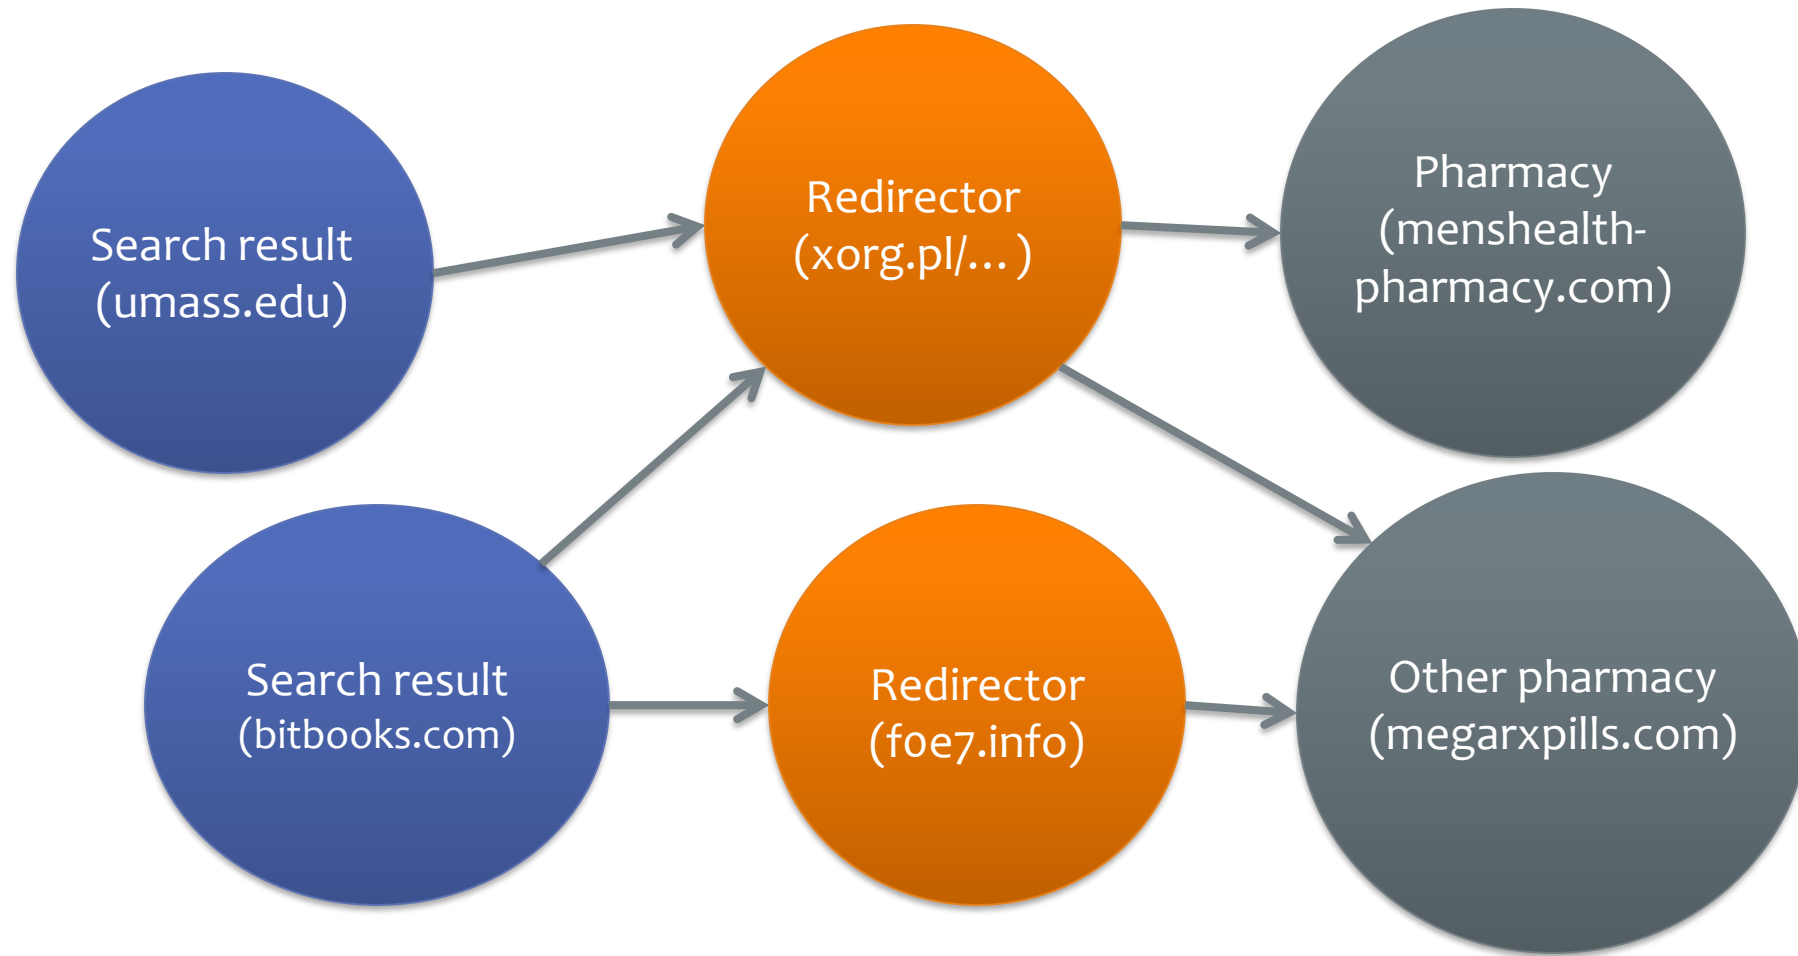 Search result
(umass.edu)
Redirector
(xorg.pl/... )
Pharmacy
(menshealth-
pharmacy.com)
Search result
(bitbooks.com)
Redirector
(f0e7.info)
Other pharmacy
(megarxpills.com)